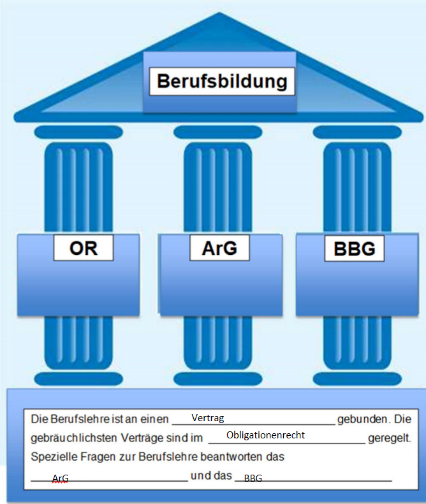 Berufsbildung
OR ArG BBG
Die Berufslehre ist an einen Vertrag gebunden. Die
gebräuchlichsten Verträge sind im Obligationenrecht geregelt.
Spezielle Fragen zur Berufslehre beantworten das
ArG und das BBG